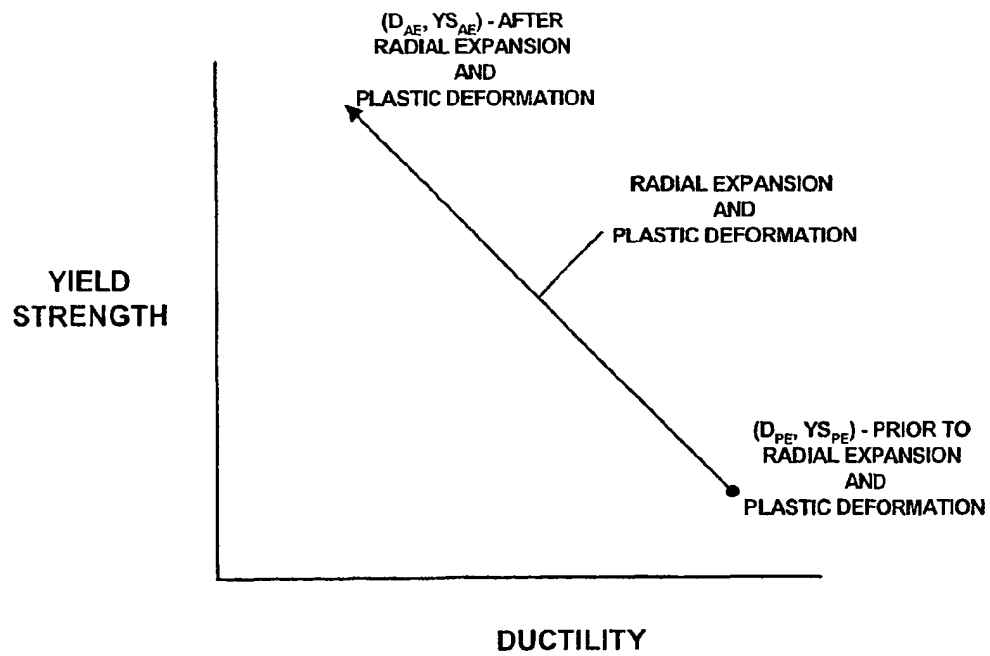 (D_AE, YS_AE) - AFTER
RADIAL EXPANSION
AND
PLASTIC DEFORMATION
RADIAL EXPANSION
AND
PLASTIC DEFORMATION
YIELD
STRENGTH
(D_PE, YS_PE) - PRIOR TO
RADIAL EXPANSION
AND
PLASTIC DEFORMATION
DUCTILITY